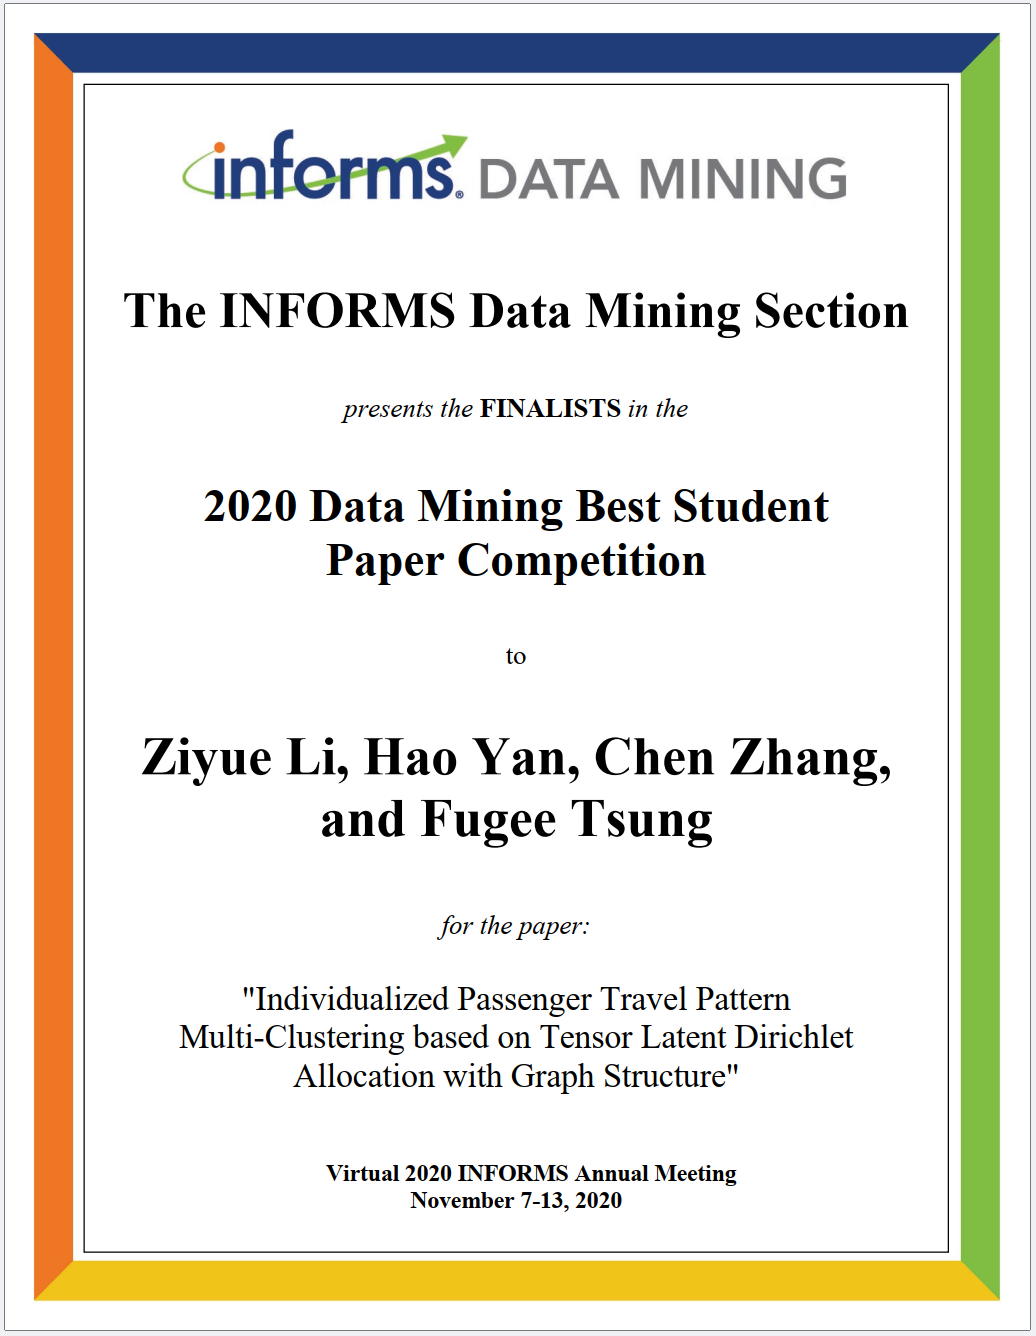 informs® DATA MINING
The INFORMS Data Mining Section
presents the FINALISTS in the
2020 Data Mining Best Student
Paper Competition
to
Ziyue Li, Hao Yan, Chen Zhang,
and Fugee Tsung
for the paper:
"Individualized Passenger Travel Pattern
Multi-Clustering based on Tensor Latent Dirichlet
Allocation with Graph Structure"
Virtual 2020 INFORMS Annual Meeting
November 7-13, 2020